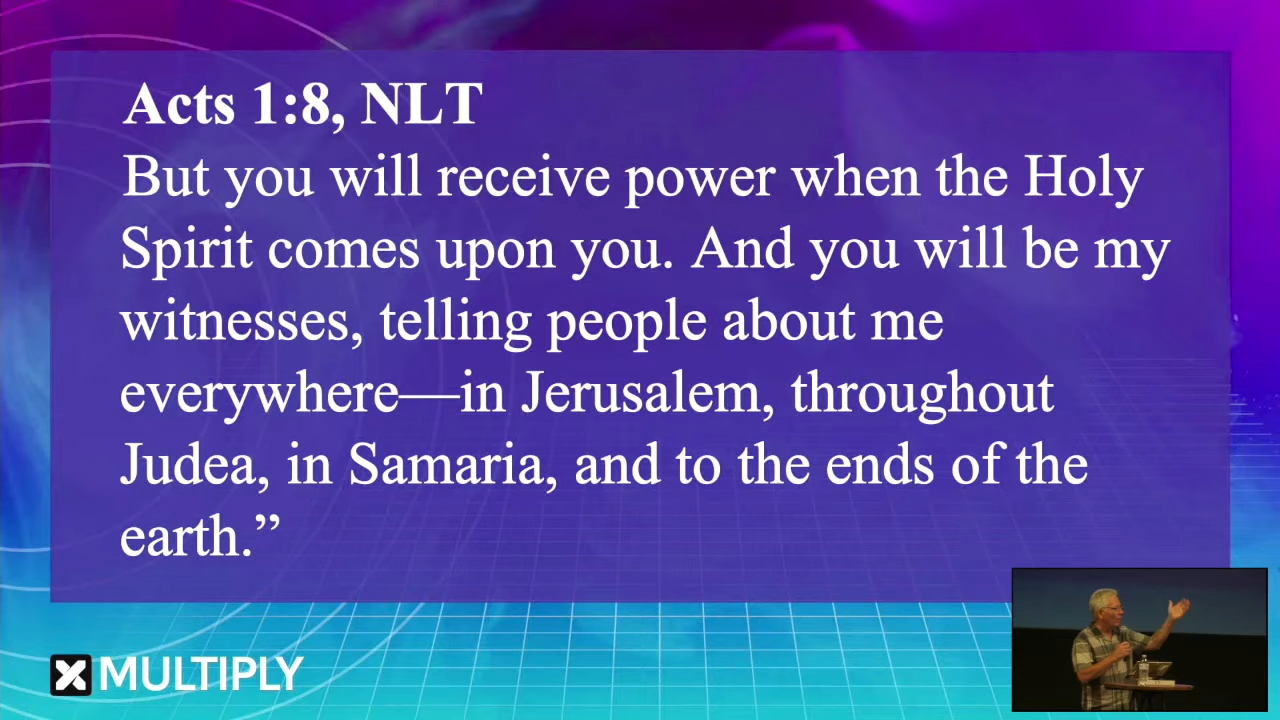 Acts 1:8, NLT
But you will receive power when the Holy
Spirit comes upon you. And you will be my
witnesses, telling people about me
everywhere—in Jerusalem, throughout
Judea, in Samaria, and to the ends of the
earth.”
MULTIPLY